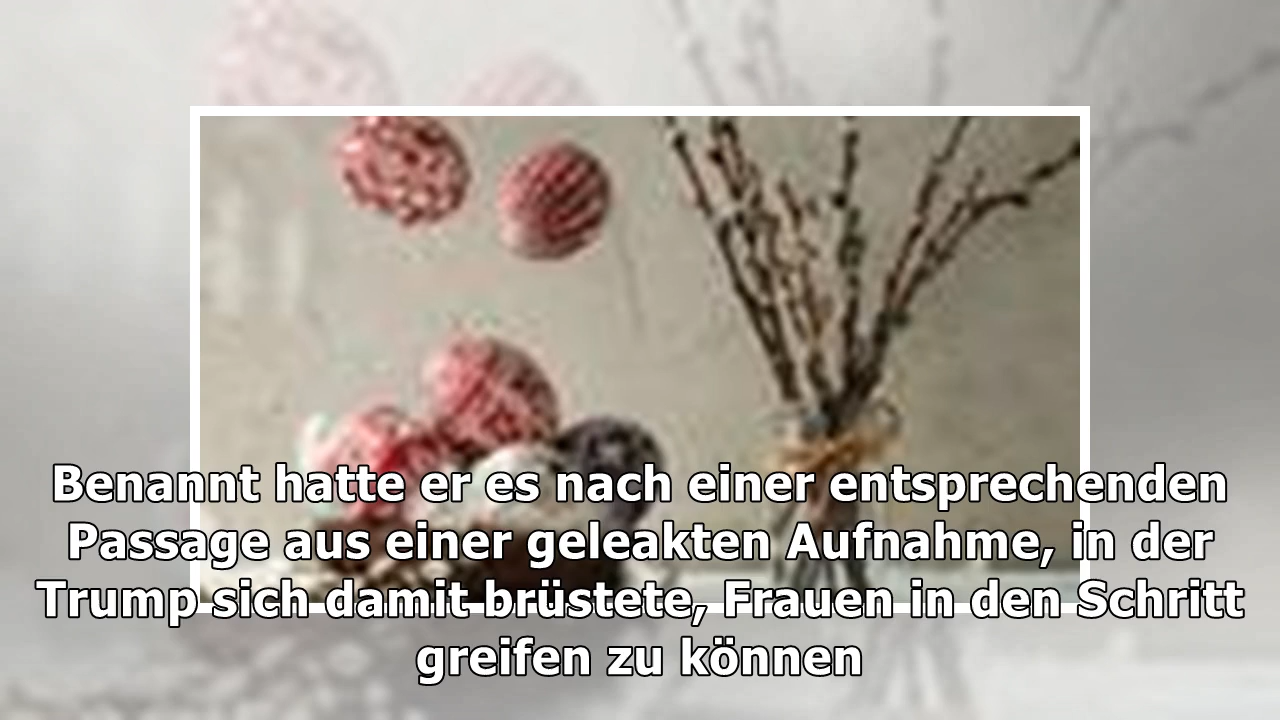 Benannt hatte er es nach einer entsprechenden
Passage aus einer geleakten Aufnahme, in der
Trump sich damit brüstete, Frauen in den Schritt
greifen zu können